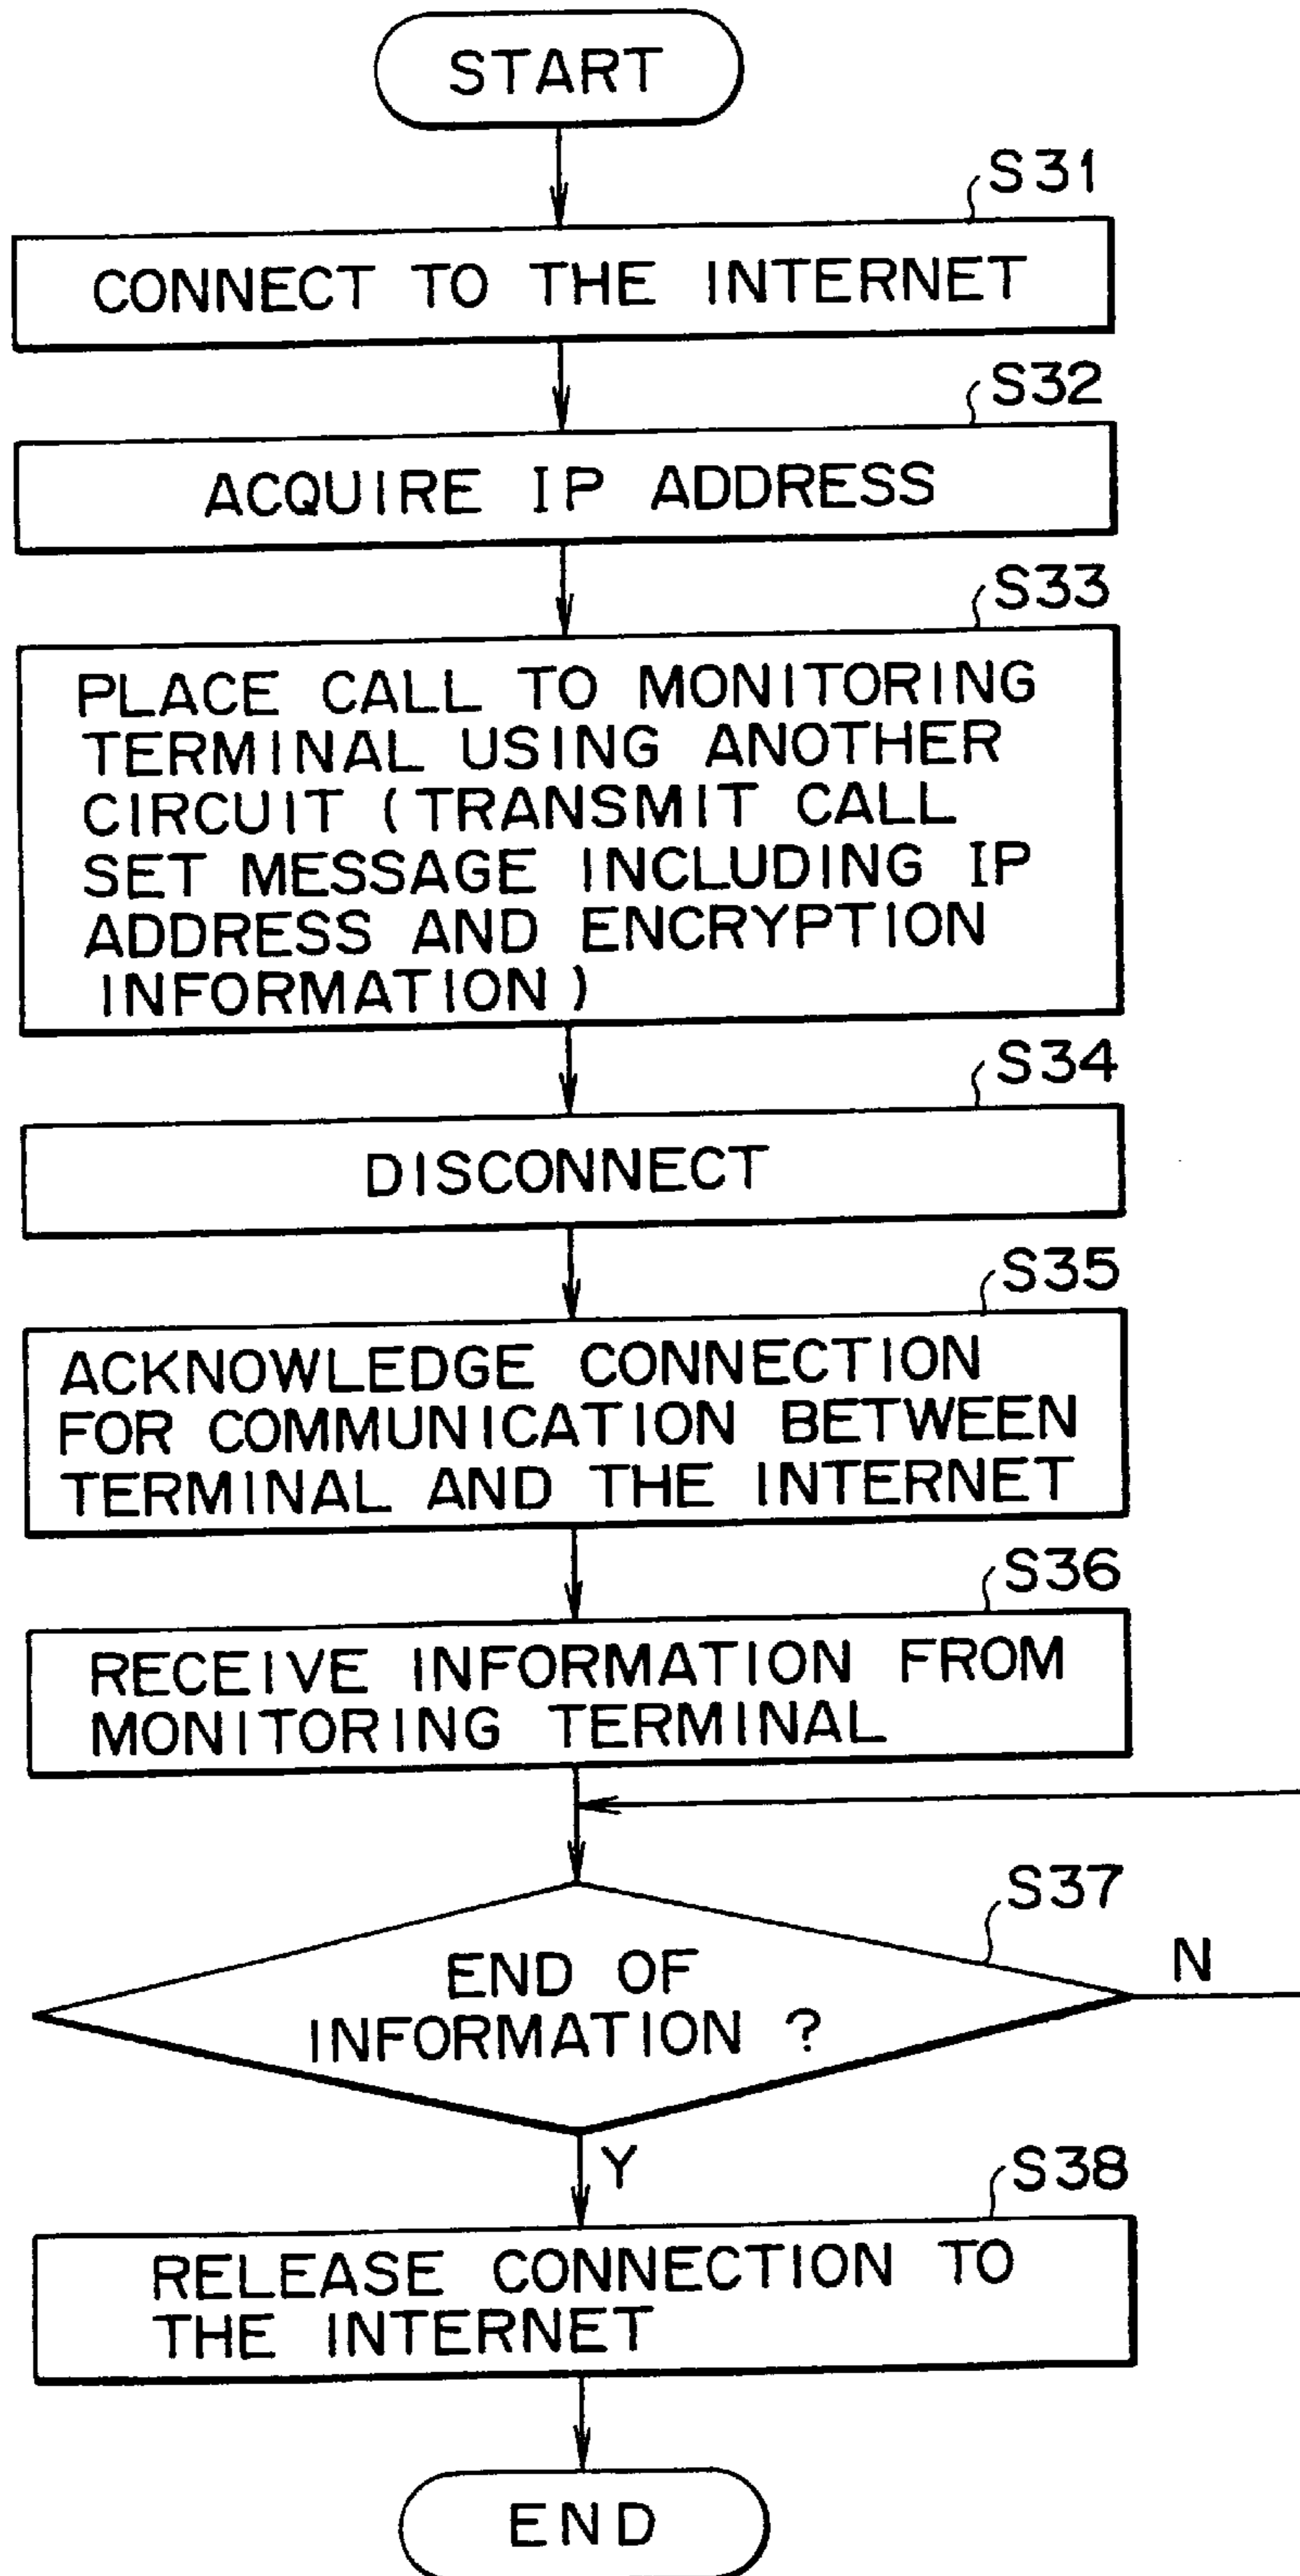 START
S31
CONNECT TO THE INTERNET
S32
ACQUIRE IP ADDRESS
S33
PLACE CALL TO MONITORING
TERMINAL USING ANOTHER
CIRCUIT (TRANSMIT CALL
SET MESSAGE INCLUDING IP
ADDRESS AND ENCRYPTION
INFORMATION)
S34
DISCONNECT
S35
ACKNOWLEDGE CONNECTION
FOR COMMUNICATION BETWEEN
TERMINAL AND THE INTERNET
S36
RECEIVE INFORMATION FROM
MONITORING TERMINAL
S37
END OF
INFORMATION ?
N
Y
S38
RELEASE CONNECTION TO
THE INTERNET
END